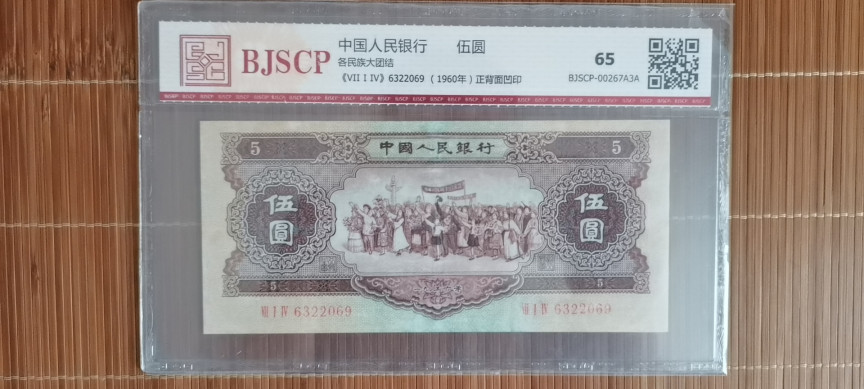 BJSCP
中国人民银行 伍圆
各民族大团结
《VII I IV》6322069 (1960年) 正背面凹印
65
BJSCP-00267A3A
5 中國人民銀行 5
伍圓 伍圓
5 5
VII I IV 6322069 VII I IV 6322069